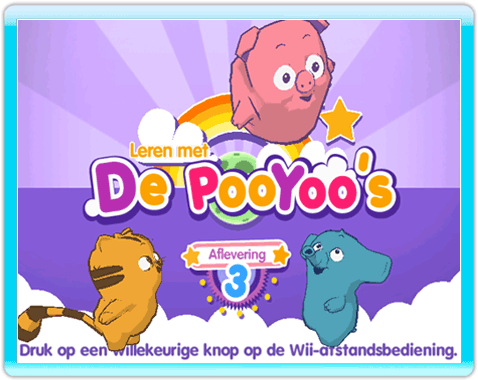 Leren met
De PooYoo's
Aflevering
3
Druk op een willekeurige knop op de Wii-afstandsbediening.